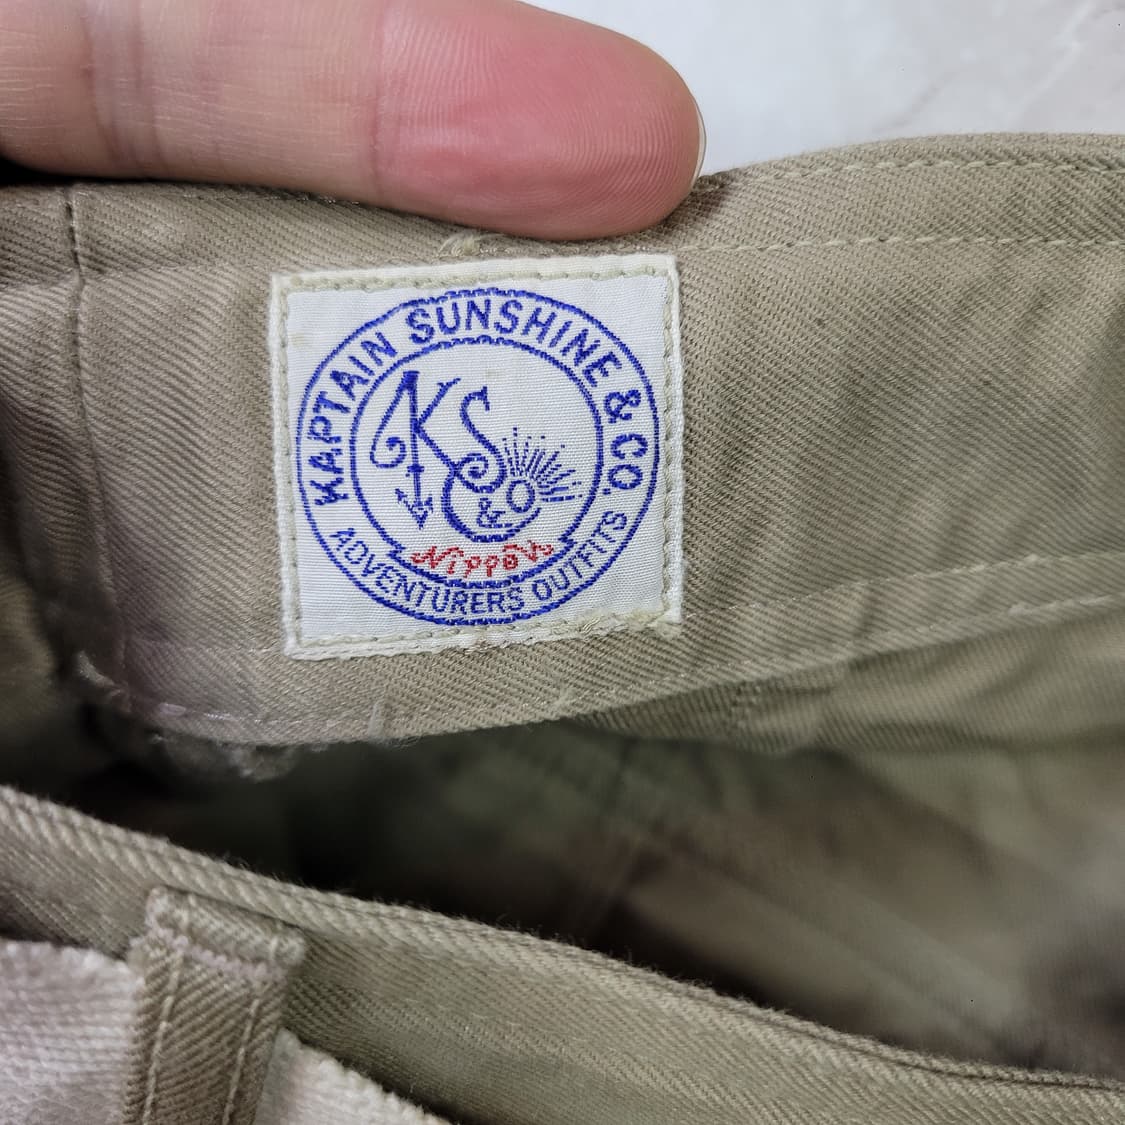 KAPTAIN SUNSHINE & CO.
KS
& CO
Nippon
ADVENTURERS OUTFITS